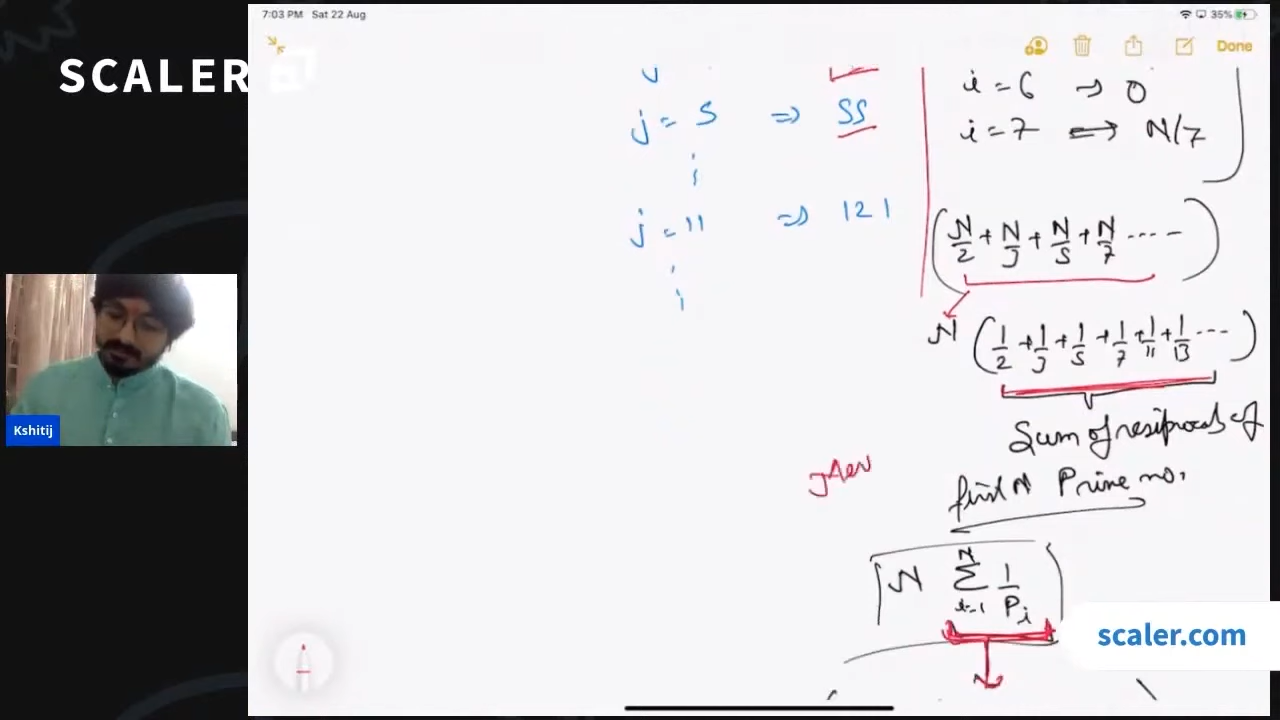 7:03 PM Sat 22 Aug
35%
SCALER
Done
j = 5 => 55
j = 11 => 121
i = 6 → 0
i = 7 → N/7
(N/2 + N/3 + N/5 + N/7 ....-)
N (1/2 + 1/3 + 1/5 + 1/7 + 1/11 + 1/13 ...)
Sum of resiprocals of
first N Prime no.
N ∑ i=1 N 1/Pi
Kshitij
scaler.com